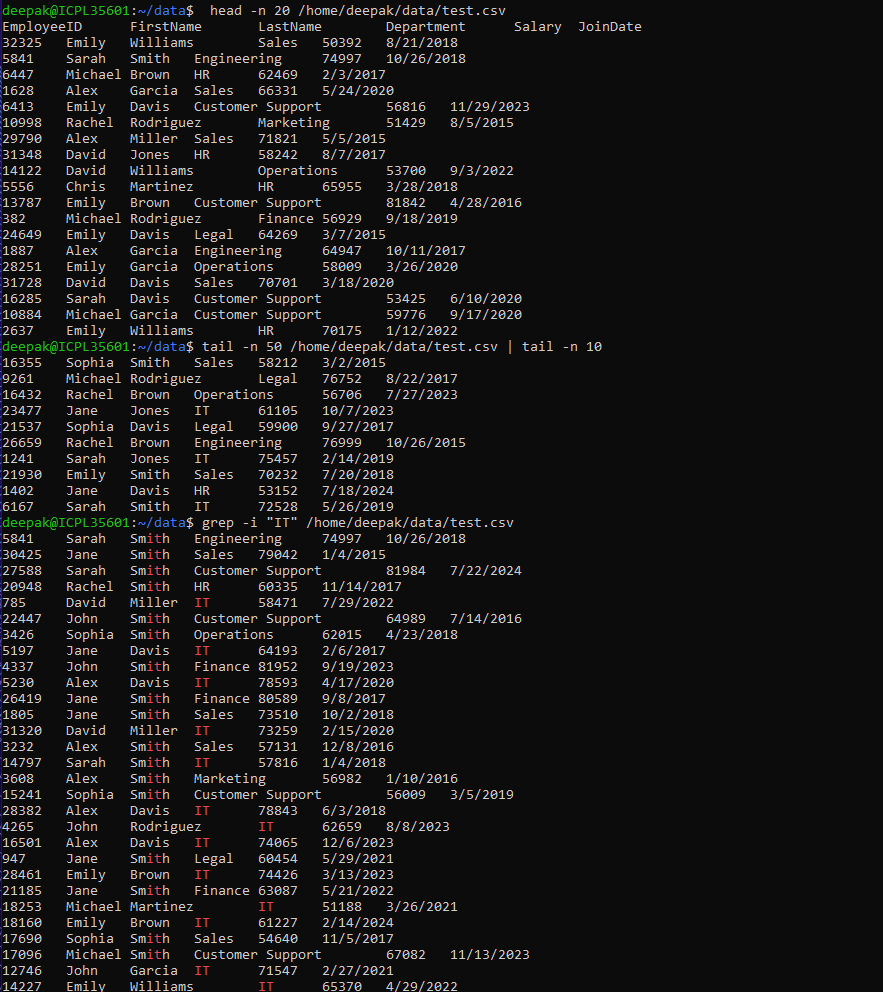 deepak@ICPL35601:~/data$  head -n 20 /home/deepak/data/test.csv
EmployeeID      FirstName       LastName        Department      Salary  JoinDate
32325   Emily   Williams        Sales   50392   8/21/2018
5841    Sarah   Smith   Engineering     74997   10/26/2018
6447    Michael Brown   HR      62469   2/3/2017
1628    Alex    Garcia  Sales   66331   5/24/2020
6413    Emily   Davis   Customer Support        56816   11/29/2023
10998   Rachel  Rodriguez       Marketing       51429   8/5/2015
29790   Alex    Miller  Sales   71821   5/5/2015
31348   David   Jones   HR      58242   8/7/2017
14122   David   Williams        Operations      53700   9/3/2022
5556    Chris   Martinez        HR      65955   3/28/2018
13787   Emily   Brown   Customer Support        81842   4/28/2016
382     Michael Rodriguez       Finance 56929   9/18/2019
24649   Emily   Davis   Legal   64269   3/7/2015
1887    Alex    Garcia  Engineering     64947   10/11/2017
28251   Emily   Garcia  Operations      58009   3/26/2020
31728   David   Davis   Sales   70701   3/18/2020
16285   Sarah   Davis   Customer Support        53425   6/10/2020
10884   Michael Garcia  Customer Support        59776   9/17/2020
2637    Emily   Williams        HR      70175   1/12/2022
deepak@ICPL35601:~/data$ tail -n 50 /home/deepak/data/test.csv | tail -n 10
16355   Sophia  Smith   Sales   58212   3/2/2015
9261    Michael Rodriguez       Legal   76752   8/22/2017
16432   Rachel  Brown   Operations      56706   7/27/2023
23477   Jane    Jones   IT      61105   10/7/2023
21537   Sophia  Davis   Legal   59900   9/27/2017
26659   Rachel  Brown   Engineering     76999   10/26/2015
1241    Sarah   Jones   IT      75457   2/14/2019
21930   Emily   Smith   Sales   70232   7/20/2018
1402    Jane    Davis   HR      53152   7/18/2024
6167    Sarah   Smith   IT      72528   5/26/2019
deepak@ICPL35601:~/data$ grep -i "IT" /home/deepak/data/test.csv
5841    Sarah   Smith   Engineering     74997   10/26/2018
30425   Jane    Smith   Sales   79042   1/4/2015
27588   Sarah   Smith   Customer Support        81984   7/22/2024
20948   Rachel  Smith   HR      60335   11/14/2017
785     David   Miller  IT      58471   7/29/2022
22447   John    Smith   Customer Support        64989   7/14/2016
3426    Sophia  Smith   Operations      62015   4/23/2018
5197    Jane    Davis   IT      64193   2/6/2017
4337    John    Smith   Finance 81952   9/19/2023
5230    Alex    Davis   IT      78593   4/17/2020
26419   Jane    Smith   Finance 80589   9/8/2017
1805    Jane    Smith   Sales   73510   10/2/2018
31320   David   Miller  IT      73259   2/15/2020
3232    Alex    Smith   Sales   57131   12/8/2016
14797   Sarah   Smith   IT      57816   1/4/2018
3608    Alex    Smith   Marketing       56982   1/10/2016
15241   Sophia  Smith   Customer Support        56009   3/5/2019
28382   Alex    Davis   IT      78843   6/3/2018
4265    John    Rodriguez       IT      62659   8/8/2023
16501   Alex    Davis   IT      74065   12/6/2023
947     Jane    Smith   Legal   60454   5/29/2021
28461   Emily   Brown   IT      74426   3/13/2023
21185   Jane    Smith   Finance 63087   5/21/2022
18253   Michael Martinez        IT      51188   3/26/2021
18160   Emily   Brown   IT      61227   2/14/2024
17690   Sophia  Smith   Sales   54640   11/5/2017
17096   Michael Smith   Customer Support        67082   11/13/2023
12746   John    Garcia  IT      71547   2/27/2021
14227   Emily   Williams        IT      65370   4/29/2022